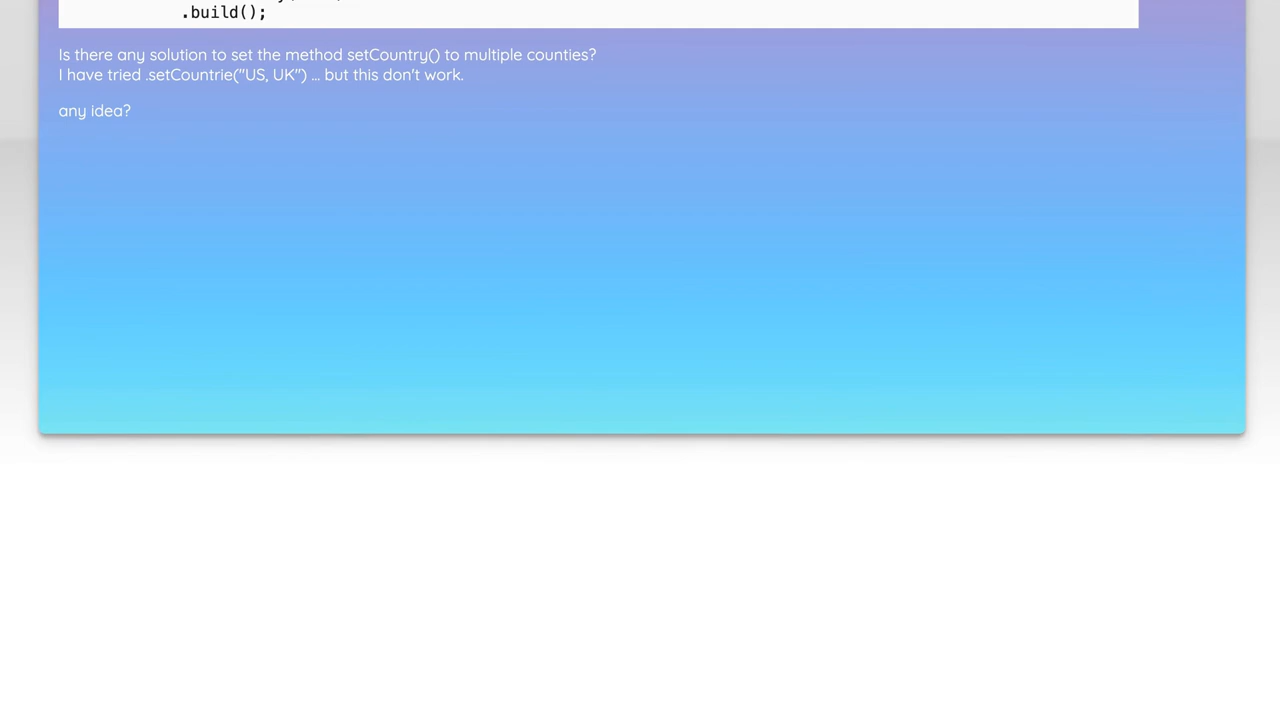 .build();
Is there any solution to set the method setCountry() to multiple counties?
I have tried .setCountrie("US, UK") ... but this don't work.
any idea?